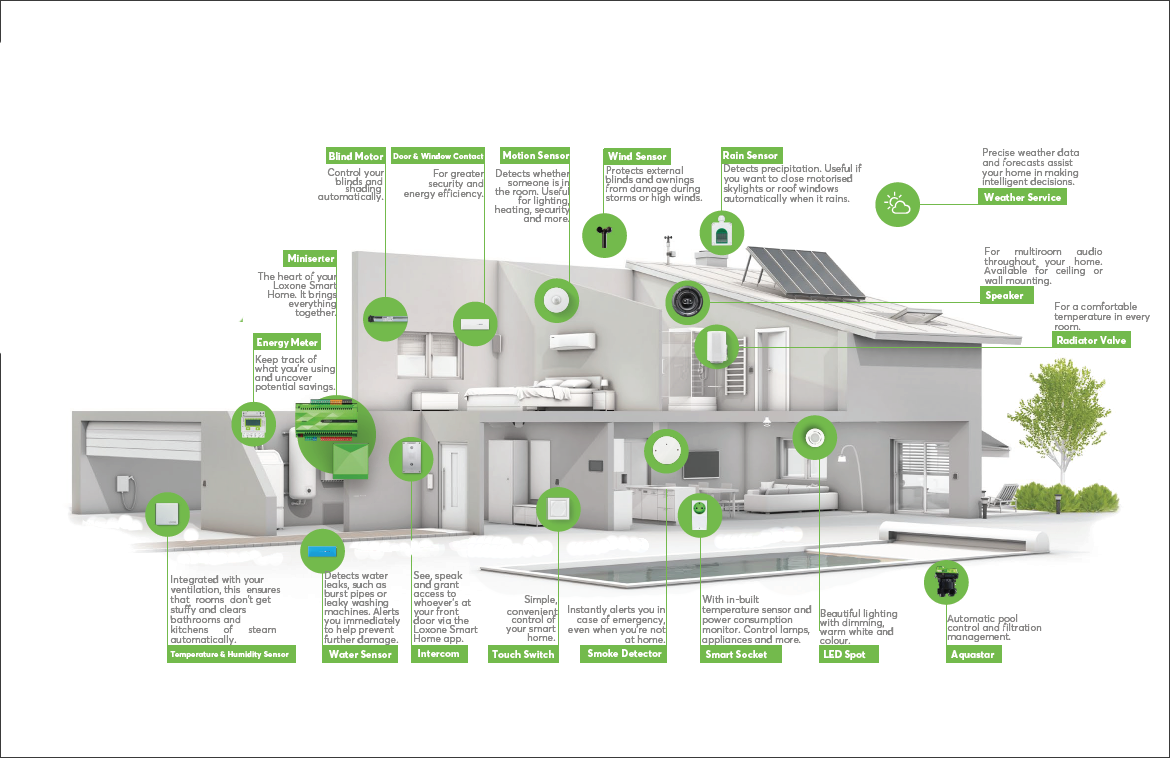 Blind Motor
Control your
blinds and
shading
automatically.
Door & Window Contact
For greater
security and
energy efficiency.
Motion Sensor
Detects whether
someone is in
the room. Useful
for lighting,
heating, security
and more.
Wind Sensor
Protects external
blinds and awnings
from damage during
storms or high winds.
Rain Sensor
Detects precipitation. Useful if
you want to close motorised
skylights or roof windows
automatically when it rains.
Precise weather data
and forecasts assist
your home in making
intelligent decisions.
Weather Service
For multiroom audio
throughout your home.
Available for ceiling or
wall mounting.
Speaker
For a comfortable
temperature in every
room.
Radiator Valve
Miniserter
The heart of your
Loxone Smart
Home. It brings
everything
together.
Energy Meter
Keep track of
what you're using
and uncover
potential savings.
Integrated with your
ventilation, this ensures
that rooms don't get
stuffy and clears
bathrooms and
kitchens of steam
automatically.
Temperature & Humidity Sensor
Detects water
leaks, such as
burst pipes or
leaky washing
machines. Alerts
you immediately
to help prevent
further damage.
Water Sensor
See, speak
and grant
access to
whoever's at
your front
door via the
Loxone Smart
Home app.
Intercom
Simple,
convenient
control of
your smart
home.
Touch Switch
Instantly alerts you in
case of emergency,
even when you're not
at home.
Smoke Detector
With in-built
temperature sensor and
power consumption
monitor. Control lamps,
appliances and more.
Smart Socket
Beautiful lighting
with dimming,
warm white and
colour.
LED Spot
Automatic pool
control and filtration
management.
Aquastar